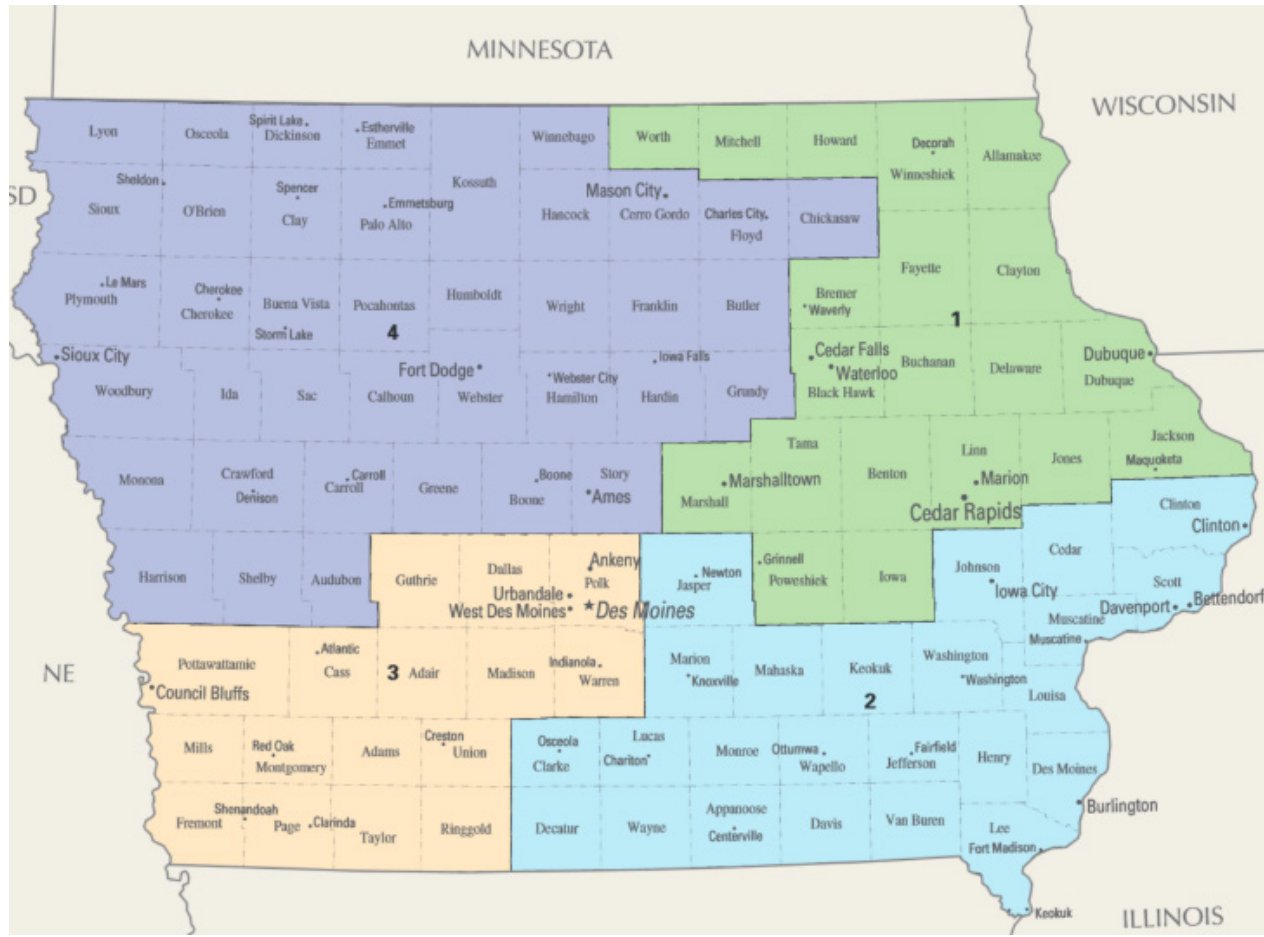 MINNESOTA
WISCONSIN
SD
NE
ILLINOIS
Lyon
Osceola
Spirit Lake
Dickinson
Estherville
Emmet
Winnebago
Worth
Mitchell
Howard
Decorah
Winneshiek
Allamakee
Sheldon
Sioux
O'Brien
Spencer
Clay
Emmetsburg
Palo Alto
Kossuth
Hancock
Mason City
Cerro Gordo
Charles City
Floyd
Chickasaw
Fayette
Clayton
Le Mars
Plymouth
Cherokee
Cherokee
Buena Vista
Storm Lake
Pocahontas
4
Humboldt
Wright
Franklin
Butler
Bremer
Waverly
1
Sioux City
Woodbury
Ida
Sac
Calhoun
Fort Dodge
Webster
Webster City
Hamilton
Iowa Falls
Hardin
Grundy
Cedar Falls
Waterloo
Black Hawk
Buchanan
Delaware
Dubuque
Dubuque
Monona
Crawford
Denison
Carroll
Carroll
Greene
Boone
Boone
Story
Ames
Marshall
Marshalltown
Tama
Benton
Linn
Marion
Cedar Rapids
Jones
Jackson
Maquoketa
Clinton
Clinton
Harrison
Shelby
Audubon
Guthrie
Dallas
Ankeny
Polk
Urbandale
West Des Moines
Des Moines
Newton
Jasper
Grinnell
Poweshiek
Iowa
Johnson
Iowa City
Cedar
Scott
Davenport
Bettendorf
Muscatine
Muscatine
Pottawattamie
Council Bluffs
Atlantic
Cass
3
Adair
Madison
Indianola
Warren
Marion
Knoxville
Mahaska
Keokuk
Washington
Washington
2
Louisa
Mills
Red Oak
Montgomery
Adams
Creston
Union
Osceola
Clarke
Lucas
Chariton
Monroe
Ottumwa
Wapello
Fairfield
Jefferson
Henry
Des Moines
Burlington
Fremont
Shenandoah
Page
Clarinda
Taylor
Ringgold
Decatur
Wayne
Appanoose
Centerville
Davis
Van Buren
Lee
Fort Madison
Keokuk